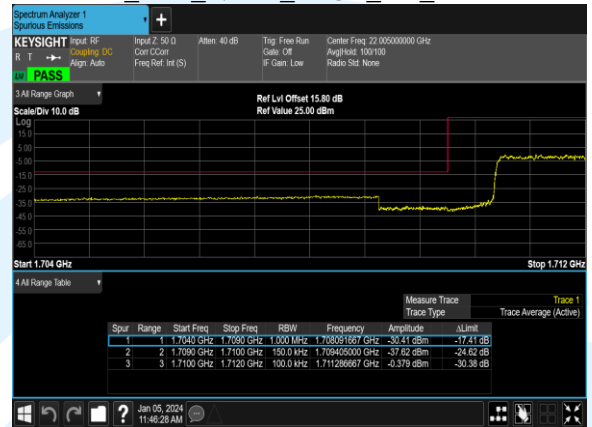 Spectrum Analyzer 1
Spurious Emissions
KEYSIGHT Input: RF Input Z: 50 Ω Atten: 40 dB Trig: Free Run Center Freq: 22.005000000 GHz
R T Coupling: DC Corr CCorr Gate: Off Avg|Hold: 100/100
Align: Auto Freq Ref: Int (S) IF Gain: Low Radio Std: None
LV PASS
3 All Range Graph
Ref Lvl Offset 15.80 dB
Scale/Div 10.0 dB Ref Value 25.00 dBm
Log
15.0
5.00
-5.00
-15.0
-25.0
-35.0
-45.0
-55.0
-65.0
Start 1.704 GHz Stop 1.712 GHz
4 All Range Table
Measure Trace Trace 1
Trace Type Trace Average (Active)
Spur Range Start Freq Stop Freq RBW Frequency Amplitude ΔLimit
1 1 1.7040 GHz 1.7090 GHz 1.000 MHz 1.708091667 GHz -30.41 dBm -17.41 dB
2 2 1.7090 GHz 1.7100 GHz 150.0 kHz 1.709405000 GHz -37.62 dBm -24.62 dB
3 3 1.7100 GHz 1.7120 GHz 100.0 kHz 1.711286667 GHz -0.379 dBm -30.38 dB
? Jan 05, 2024
11:46:28 AM